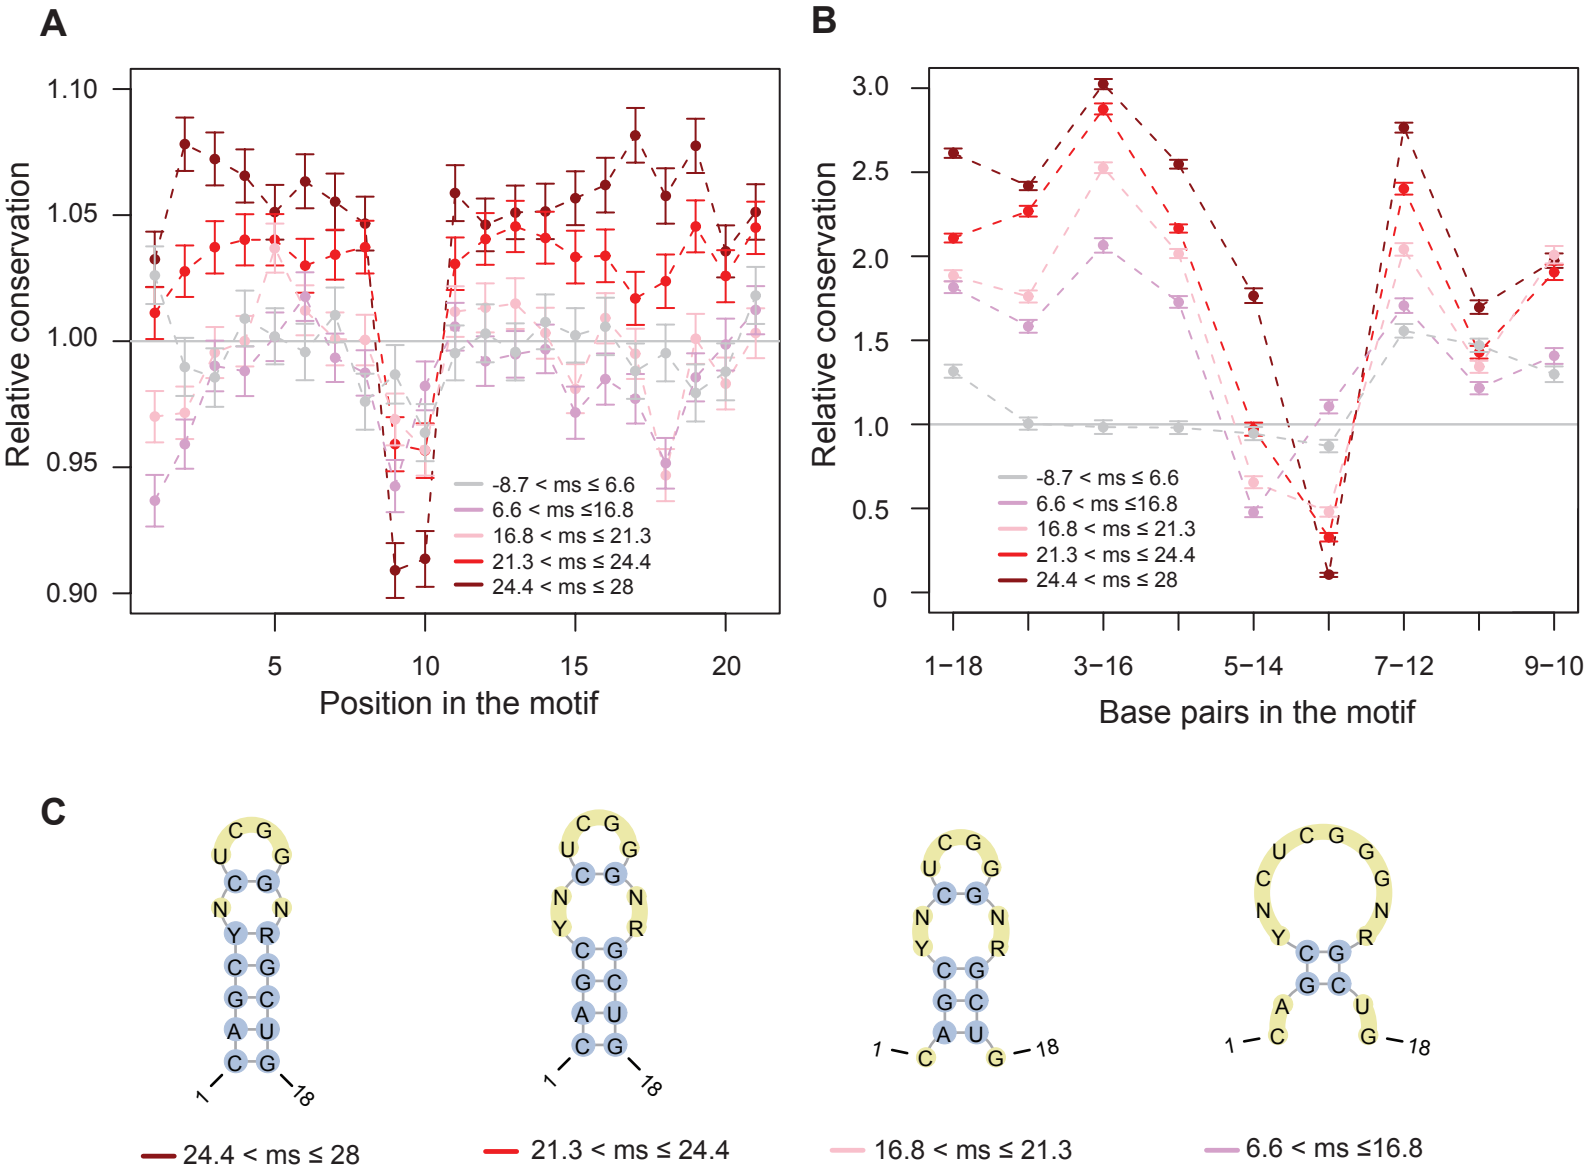 A
B
Relative conservation
1.10
1.05
1.00
0.95
0.90
-8.7 < ms ≤ 6.6
6.6 < ms ≤16.8
16.8 < ms ≤ 21.3
21.3 < ms ≤ 24.4
24.4 < ms ≤ 28
5 10 15 20
Position in the motif
Relative conservation
3.0
2.5
2.0
1.5
1.0
0.5
0
-8.7 < ms ≤ 6.6
6.6 < ms ≤16.8
16.8 < ms ≤ 21.3
21.3 < ms ≤ 24.4
24.4 < ms ≤ 28
1−18 3−16 5−14 7−12 9−10
Base pairs in the motif
C
C G
U G
C G
N N
Y R
C G
G C
A U
C G
1 18
24.4 < ms ≤ 28
C G
U G
C G
N N
Y R
C G
G C
A U
C G
1 18
21.3 < ms ≤ 24.4
C G
U G
C G
N N
Y R
C G
G C
A U
C G
1 18
16.8 < ms ≤ 21.3
C G
U G
C G
N N
Y R
C G
G C
A U
C G
1 18
6.6 < ms ≤16.8